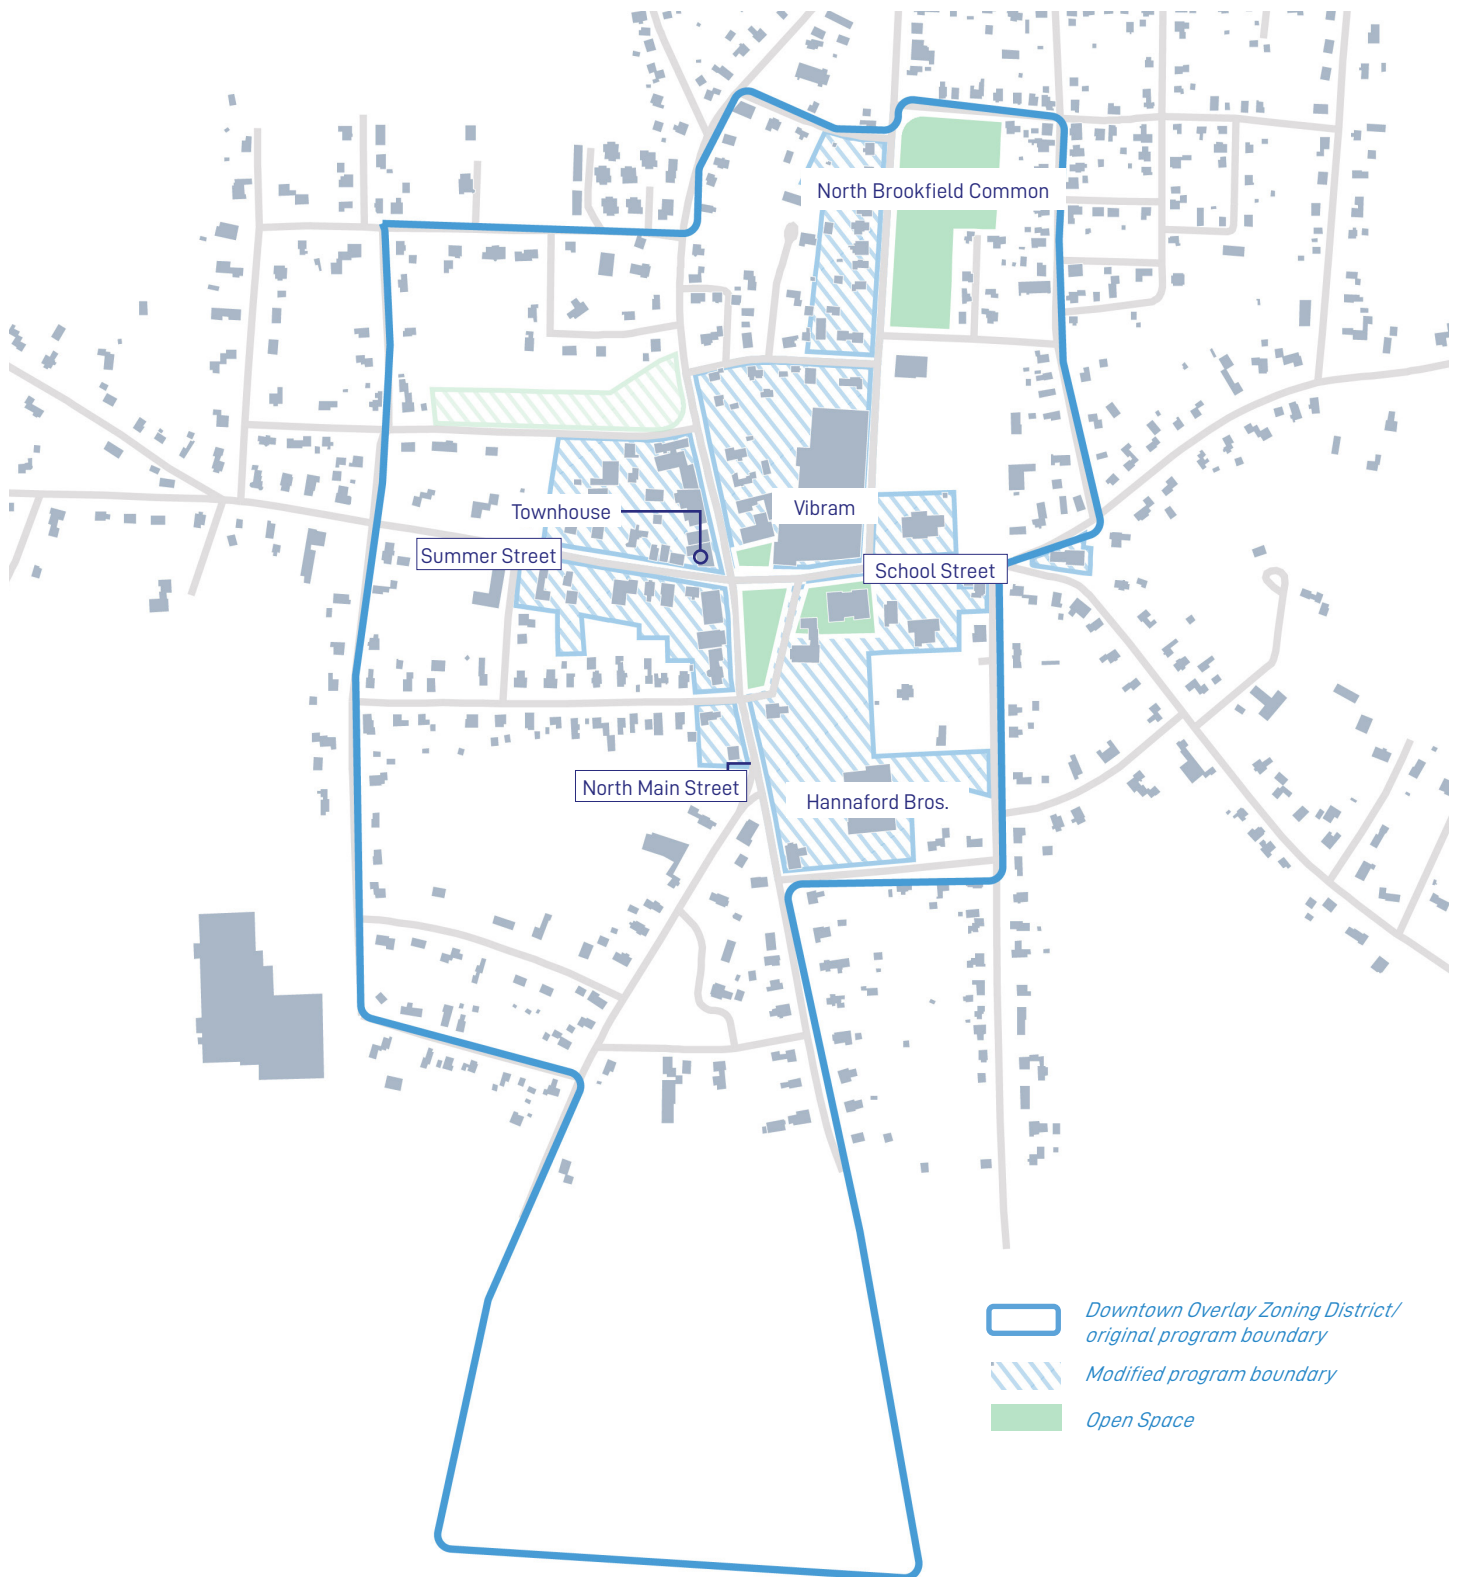 North Brookfield Common
Townhouse
Vibram
Summer Street
School Street
North Main Street
Hannaford Bros.
Downtown Overlay Zoning District/
original program boundary
Modified program boundary
Open Space